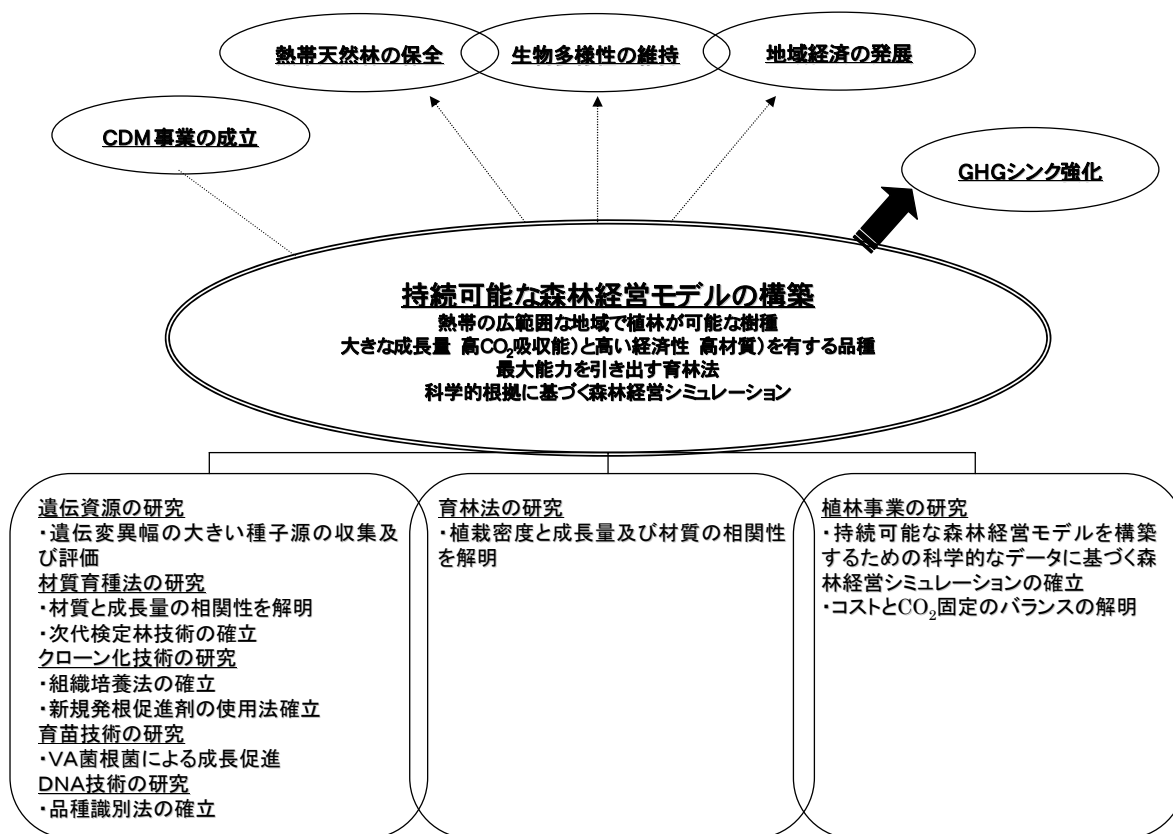 熱帯天然林の保全
生物多様性の維持
地域経済の発展
CDM事業の成立
GHGシンク強化
持続可能な森林経営モデルの構築
熱帯の広範囲な地域で植林が可能な樹種
大きな成長量 高CO₂吸収能）と高い経済性 高材質）を有する品種
最大能力を引き出す育林法
科学的根拠に基づく森林経営シミュレーション
遺伝資源の研究
・遺伝変異幅の大きい種子源の収集及
び評価
材質育種法の研究
・材質と成長量の相関性を解明
・次代検定林技術の確立
クローン化技術の研究
・組織培養法の確立
・新規発根促進剤の使用法確立
育苗技術の研究
・VA菌根菌による成長促進
DNA技術の研究
・品種識別法の確立
育林法の研究
・植栽密度と成長量及び材質の相関性
を解明
植林事業の研究
・持続可能な森林経営モデルを構築
するための科学的なデータに基づく森
林経営シミュレーションの確立
・コストとCO₂固定のバランスの解明